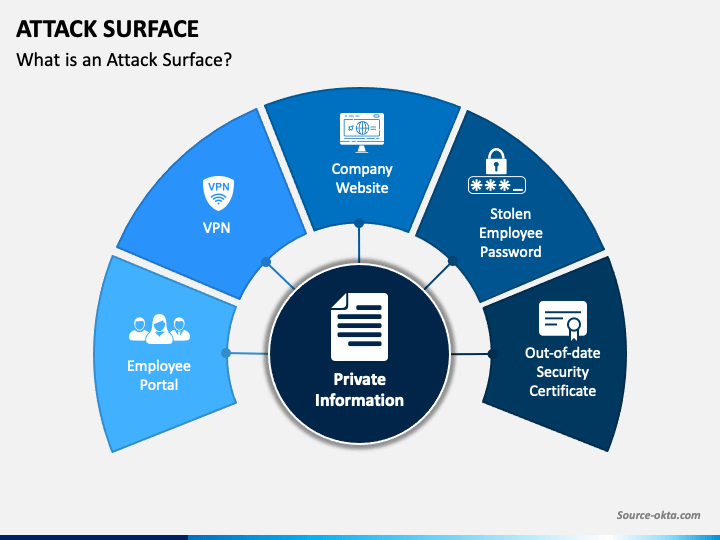 ATTACK SURFACE
What is an Attack Surface?
Employee
Portal
VPN
VPN
Company
Website
***_
Stolen
Employee
Password
Out-of-date
Security
Certificate
Private
Information
Source-okta.com